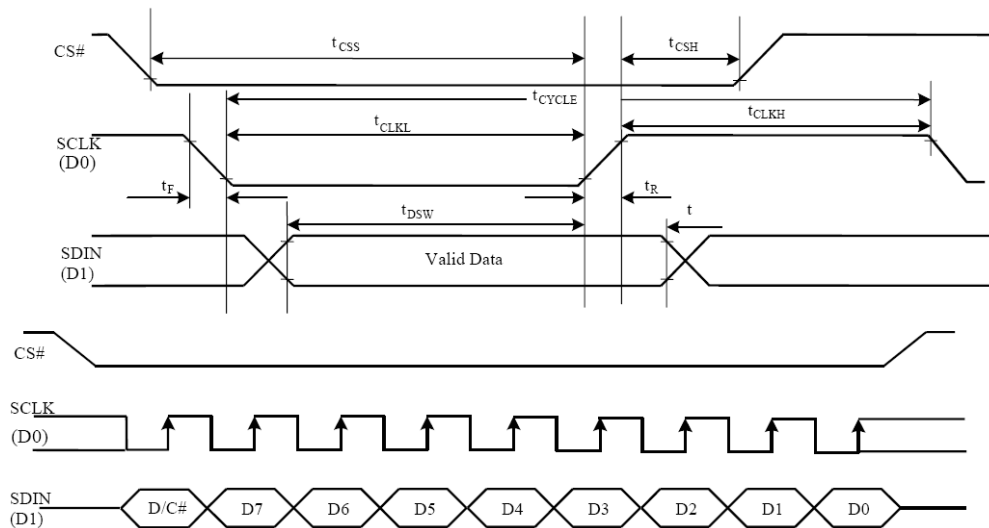 CS#
tCSS
tCSH
tCYCLE
tCLKL
tCLKH
SCLK
(D0)
tF
tR
tDSW
t
SDIN
(D1)
Valid Data
CS#
SCLK
(D0)
SDIN
(D1)
D/C# D7 D6 D5 D4 D3 D2 D1 D0